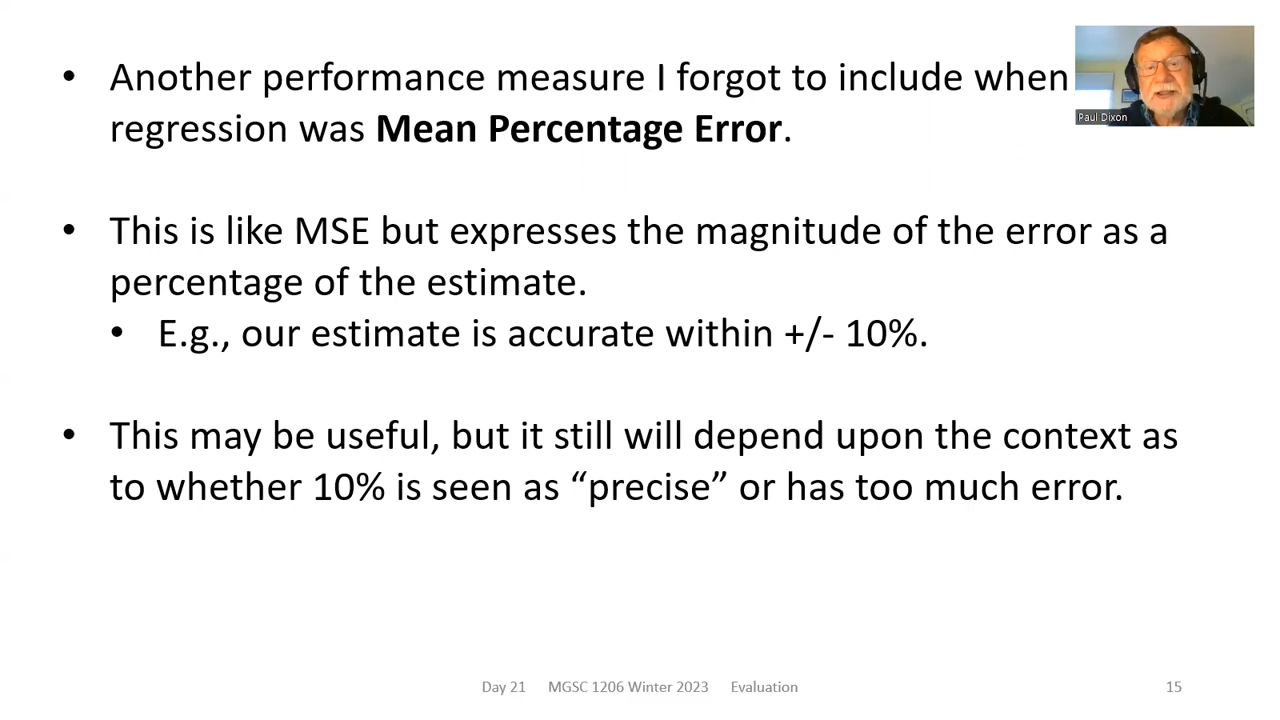 • Another performance measure I forgot to include when
regression was Mean Percentage Error.
• This is like MSE but expresses the magnitude of the error as a
percentage of the estimate.
• E.g., our estimate is accurate within +/- 10%.
• This may be useful, but it still will depend upon the context as
to whether 10% is seen as “precise” or has too much error.
Paul Dixon
Day 21 MGSC 1206 Winter 2023 Evaluation 15